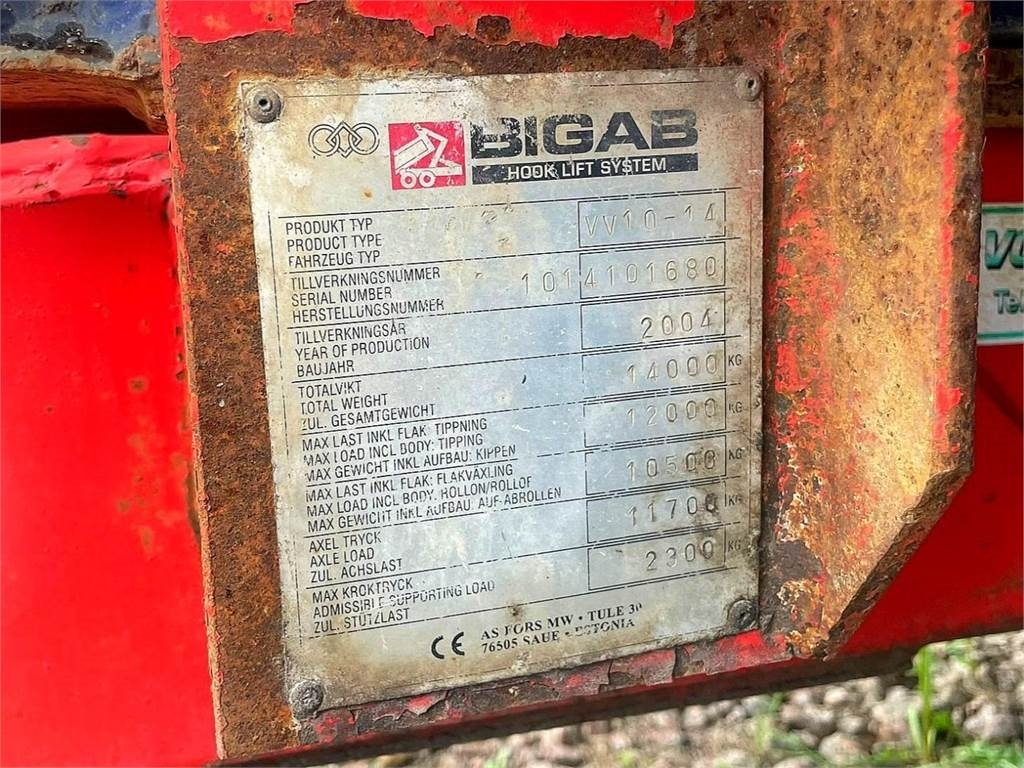 BIGAB
HOOK LIFT SYSTEM
PRODUKT TYP
PRODUCT TYPE
FAHRZEUG TYP
VV10-14
TILLVERKNINGSNUMMER
SERIAL NUMBER
HERSTELLUNGSNUMMER
1014101680
TILLVERKNINGSÅR
YEAR OF PRODUCTION
BAUJAHR
2004
TOTALVIKT
TOTAL WEIGHT
ZUL. GESAMTGEWICHT
14000 KG
MAX LAST INKL FLAK: TIPPNING
MAX LOAD INCL BODY: TIPPING
MAX GEWICHT INKL AUFBAU: KIPPEN
12000 KG
MAX LAST INKL FLAK: FLAKVÄXLING
MAX LOAD INCL BODY: ROLLON/ROLLOF
MAX GEWICHT INKL AUFBAU: AUF-ABROLLEN
10500 KG
AXEL TRYCK
AXLE LOAD
ZUL. ACHSLAST
11700 KG
MAX KROKTRYCK
ADMISSIBLE SUPPORTING LOAD
ZUL. STÜTZLAST
2300 KG
CE
AS FORS MW • TULE 30
76505 SAUE • ESTONIA